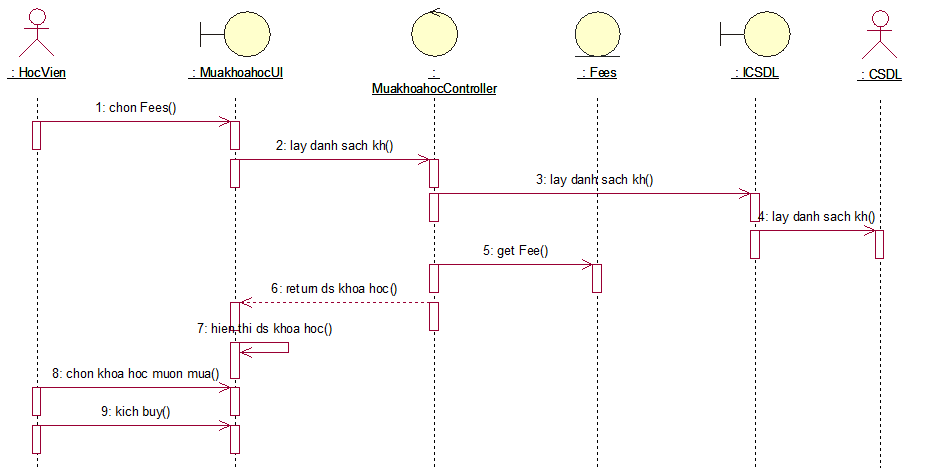 : HocVien
: MuakhoahocUI
:
MuakhoahocController
: Fees
: ICSDL
: CSDL
1: chon Fees()
2: lay danh sach kh()
3: lay danh sach kh()
4: lay danh sach kh()
5: get Fee()
6: return ds khoa hoc()
7: hien thi ds khoa hoc()
8: chon khoa hoc muon mua()
9: kich buy()